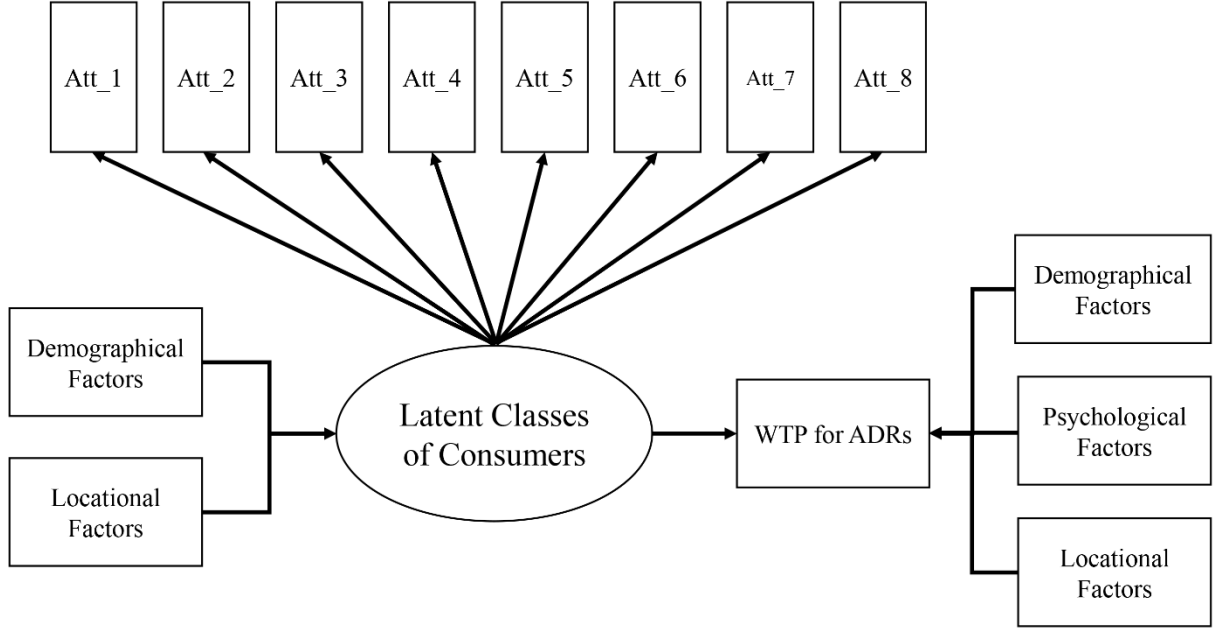 Att_1
Att_2
Att_3
Att_4
Att_5
Att_6
Att_7
Att_8
Demographical
Factors
Locational
Factors
Latent Classes
of Consumers
WTP for ADRs
Demographical
Factors
Psychological
Factors
Locational
Factors